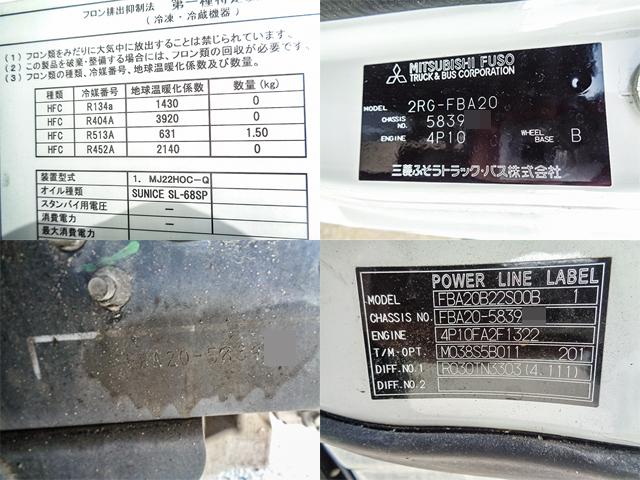 フロン排出抑制法 第一種特定
(冷凍・冷蔵機器)
(1) フロン類をみだりに大気中に放出することは禁じられています。
(2) この製品を廃棄・整備する場合には、フロン類の回収が必要です。
(3) フロン類の種類、冷媒番号、地球温暖化係数及び数量。
種類 冷媒番号 地球温暖化係数 数量 (kg)
HFC R134a 1430 0
HFC R404A 3920 0
HFC R513A 631 1.50
HFC R452A 2140 0
装置型式 1. MJ22HOC-Q
オイル種類 SUNICE SL-68SP
スタンバイ用電圧 —
消費電力 —
最大消費電力
MITSUBISHI FUSO
TRUCK & BUS CORPORATION
MODEL 2RG-FBA20
CHASSIS NO. 5839
ENGINE 4P10 WHEEL BASE B
三菱ふそうトラック・バス株式会社
BA20-5839
POWER LINE LABEL
MODEL FBA20B22S00B 1
CHASSIS NO. FBA20-5839
ENGINE 4P10FA2F1322
T/M-OPT. M038S5B011 201
DIFF.NO.1 R030TN3303(4.111)
DIFF.NO.2